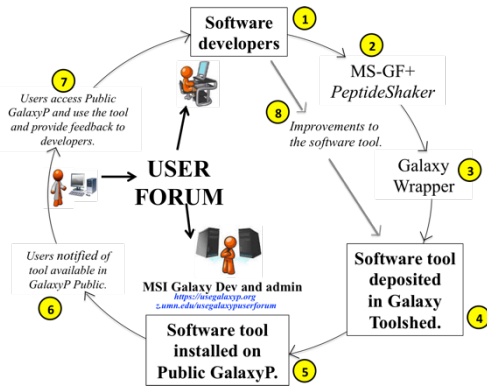 1
Software
developers
2
MS-GF+
PeptideShaker
3
Galaxy
Wrapper
4
Software tool
deposited
in Galaxy
Toolshed.
5
Software tool
installed on
Public GalaxyP.
6
Users notified of
tool available in
GalaxyP Public.
7
Users access Public
GalaxyP and use the tool
and provide feedback to
developers.
8
Improvements to
the software tool.
USER
FORUM
MSI Galaxy Dev and admin
https://usegalaxyp.org
z.umn.edu/usegalaxypuserforum